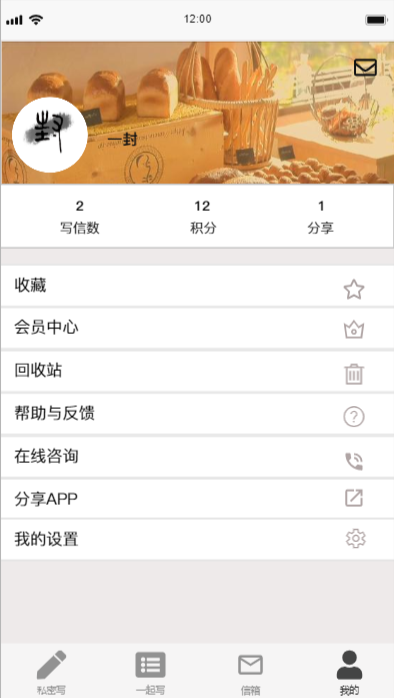 12:00
封
一封
2 12 1
写信数 积分 分享
收藏
会员中心
回收站
帮助与反馈
在线咨询
分享APP
我的设置
私密写 一起写 信箱 我的